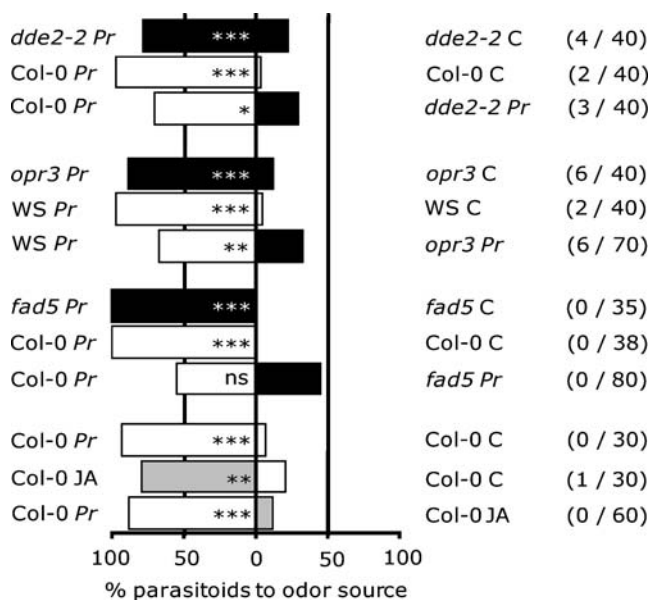 dde2-2 Pr *** dde2-2 C (4 / 40)
Col-0 Pr *** Col-0 C (2 / 40)
Col-0 Pr * dde2-2 Pr (3 / 40)
opr3 Pr *** opr3 C (6 / 40)
WS Pr *** WS C (2 / 40)
WS Pr ** opr3 Pr (6 / 70)
fad5 Pr *** fad5 C (0 / 35)
Col-0 Pr *** Col-0 C (0 / 38)
Col-0 Pr ns fad5 Pr (0 / 80)
Col-0 Pr *** Col-0 C (0 / 30)
Col-0 JA ** Col-0 C (1 / 30)
Col-0 Pr *** Col-0 JA (0 / 60)
100 50 0 50 100
% parasitoids to odor source